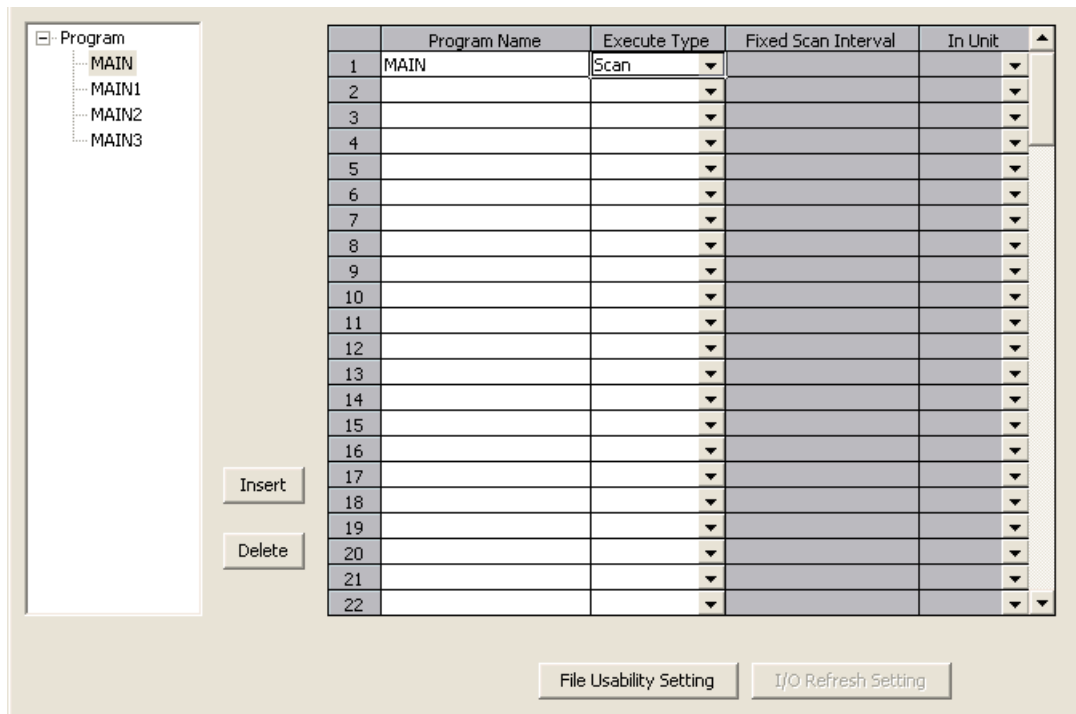 Program
MAIN
MAIN1
MAIN2
MAIN3
Program Name Execute Type Fixed Scan Interval In Unit
1 MAIN Scan
2
3
4
5
6
7
8
9
10
11
12
13
14
15
16
17
18
19
20
21
22
Insert
Delete
File Usability Setting I/O Refresh Setting